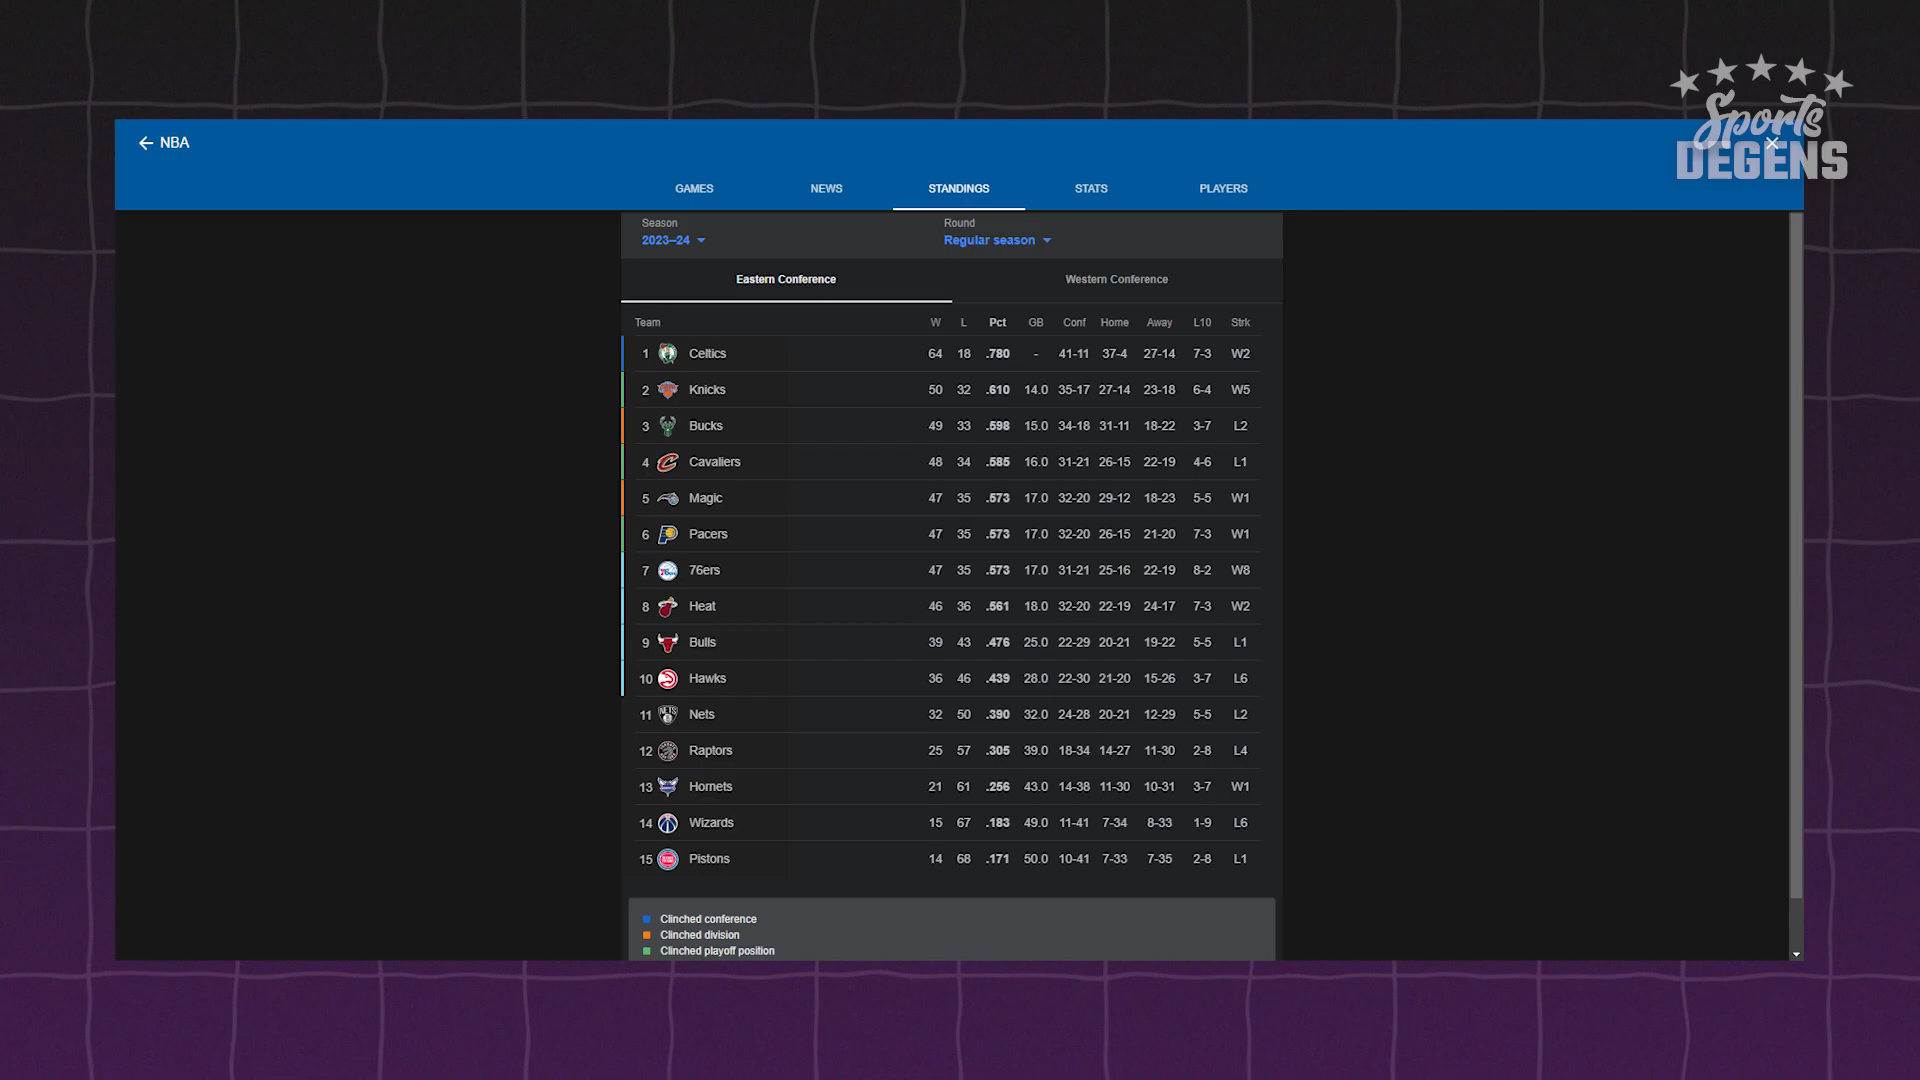 Sports
DEGENS
NBA
GAMES NEWS STANDINGS STATS PLAYERS
Season Round
2023–24 Regular season
Eastern Conference Western Conference
Team W L Pct GB Conf Home Away L10 Strk
1 Celtics 64 18 .780 - 41-11 37-4 27-14 7-3 W2
2 Knicks 50 32 .610 14.0 35-17 27-14 23-18 6-4 W5
3 Bucks 49 33 .598 15.0 34-18 31-11 18-22 3-7 L2
4 Cavaliers 48 34 .585 16.0 31-21 26-15 22-19 4-6 L1
5 Magic 47 35 .573 17.0 32-20 29-12 18-23 5-5 W1
6 Pacers 47 35 .573 17.0 32-20 26-15 21-20 7-3 W1
7 76ers 47 35 .573 17.0 31-21 25-16 22-19 8-2 W8
8 Heat 46 36 .561 18.0 32-20 22-19 24-17 7-3 W2
9 Bulls 39 43 .476 25.0 22-29 20-21 19-22 5-5 L1
10 Hawks 36 46 .439 28.0 22-30 21-20 15-26 3-7 L6
11 Nets 32 50 .390 32.0 24-28 20-21 12-29 5-5 L2
12 Raptors 25 57 .305 39.0 18-34 14-27 11-30 2-8 L4
13 Hornets 21 61 .256 43.0 14-38 11-30 10-31 3-7 W1
14 Wizards 15 67 .183 49.0 11-41 7-34 8-33 1-9 L6
15 Pistons 14 68 .171 50.0 10-41 7-33 7-35 2-8 L1
Clinched conference
Clinched division
Clinched playoff position